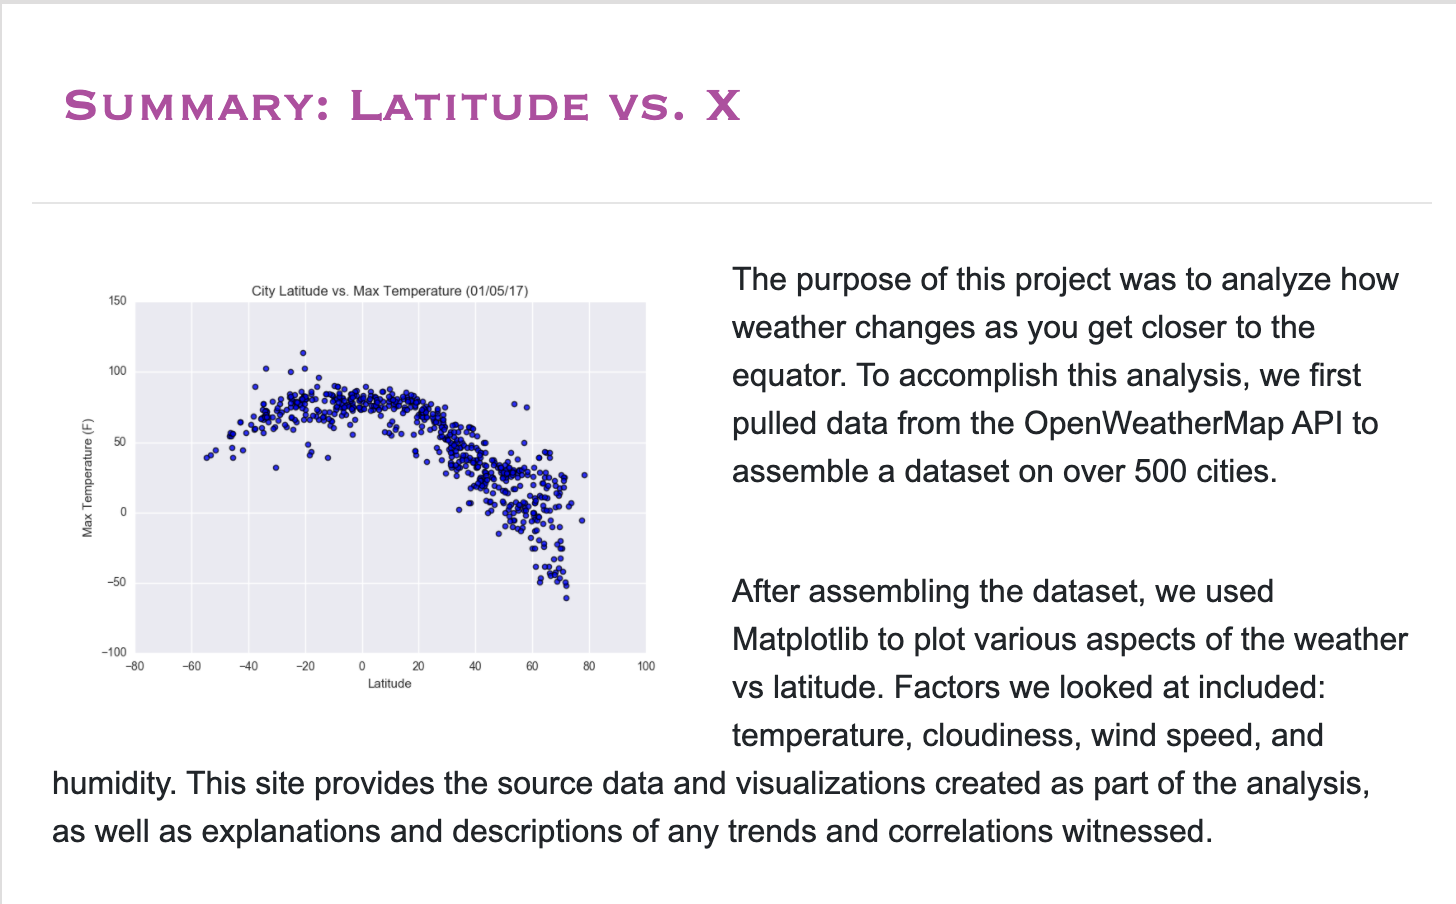 SUMMARY: LATITUDE VS. X
City Latitude vs. Max Temperature (01/05/17)
150
100
50
0
−50
−100
Max Temperature (F)
−80 −60 −40 −20 0 20 40 60 80 100
Latitude
The purpose of this project was to analyze how
weather changes as you get closer to the
equator. To accomplish this analysis, we first
pulled data from the OpenWeatherMap API to
assemble a dataset on over 500 cities.
After assembling the dataset, we used
Matplotlib to plot various aspects of the weather
vs latitude. Factors we looked at included:
temperature, cloudiness, wind speed, and
humidity. This site provides the source data and visualizations created as part of the analysis,
as well as explanations and descriptions of any trends and correlations witnessed.